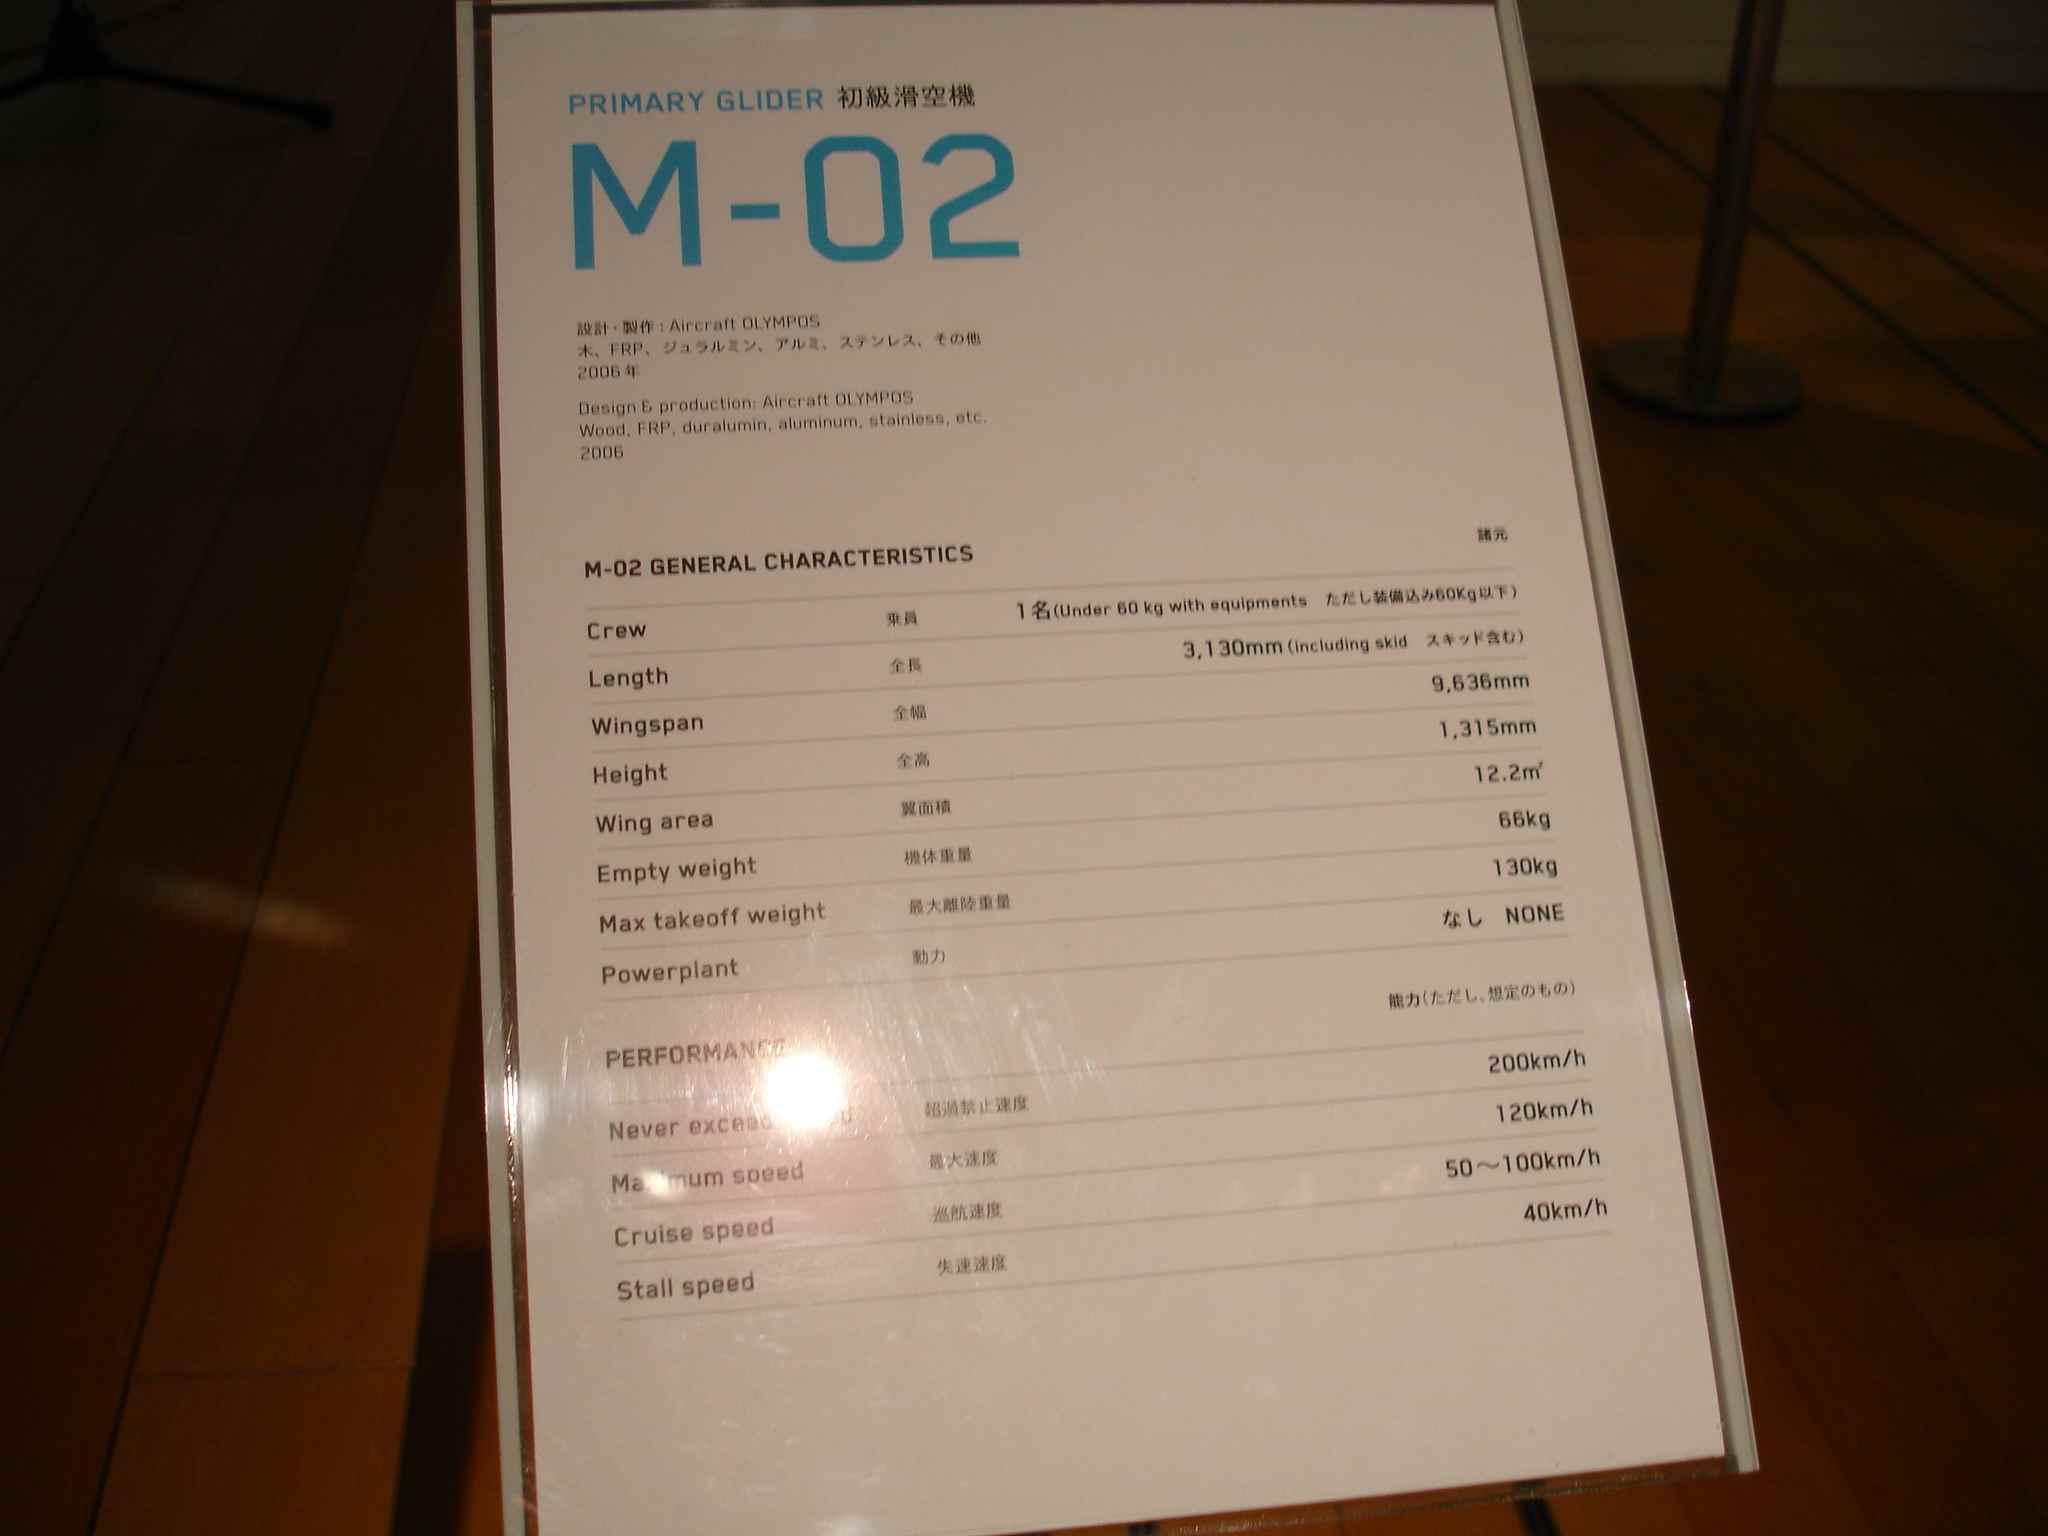 PRIMARY GLIDER 初級滑空機
M-02
設計・製作 : Aircraft OLYMPOS
木、FRP、ジュラルミン、アルミ、ステンレス、その他
2006年
Design & production: Aircraft OLYMPOS
Wood, FRP, duralumin, aluminum, stainless, etc.
2006
M-02 GENERAL CHARACTERISTICS 諸元
Crew 乗員 1名(Under 60 kg with equipments ただし装備込み60Kg以下)
Length 全長 3,130mm(including skid スキッド含む)
Wingspan 全幅 9,636mm
Height 全高 1,315mm
Wing area 翼面積 12.2㎡
Empty weight 機体重量 66kg
Max takeoff weight 最大離陸重量 130kg
Powerplant 動力 なし NONE
PERFORMANCE 能力(ただし、想定のもの)
Never exceed 超過禁止速度 200km/h
Maximum speed 最大速度 120km/h
Cruise speed 巡航速度 50〜100km/h
Stall speed 失速速度 40km/h